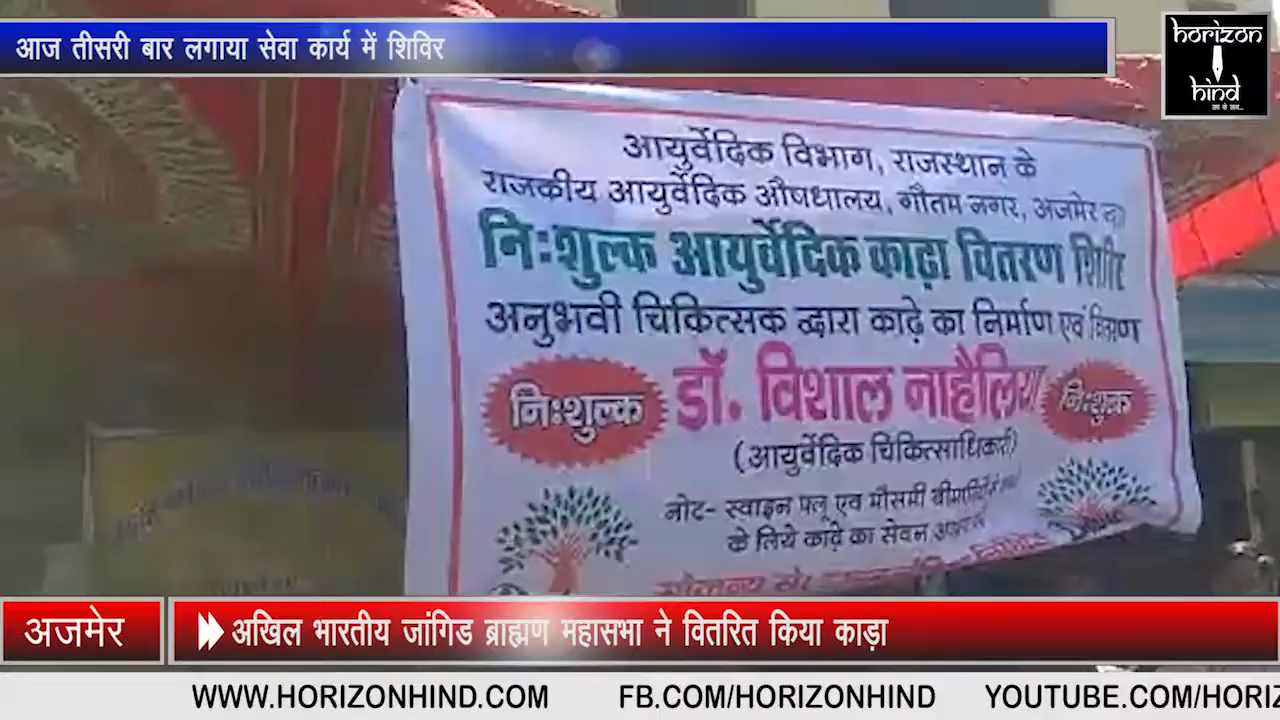 आज तीसरी बार लगाया सेवा कार्य में शिविर
horizon
hind
आयुर्वेदिक विभाग, राजस्थान के
राजकीय आयुर्वेदिक औषधालय, गौतम नगर, अजमेर
निःशुल्क आयुर्वेदिक काढ़ा वितरण
अनुभवी चिकित्सक द्वारा काढ़े का निर्माण एवं वितरण
निःशुल्क डॉ. विशाल नाहैलिया निःशुल्क
(आयुर्वेदिक चिकित्साधिकारी)
नोट- स्वाइन फ्लू एवं मौसमी
के लिये काढ़े का सेवन
अजमेर
अखिल भारतीय जांगिड ब्राह्मण महासभा ने वितरित किया काड़ा
WWW.HORIZONHIND.COM FB.COM/HORIZONHIND YOUTUBE.COM/HORIZ